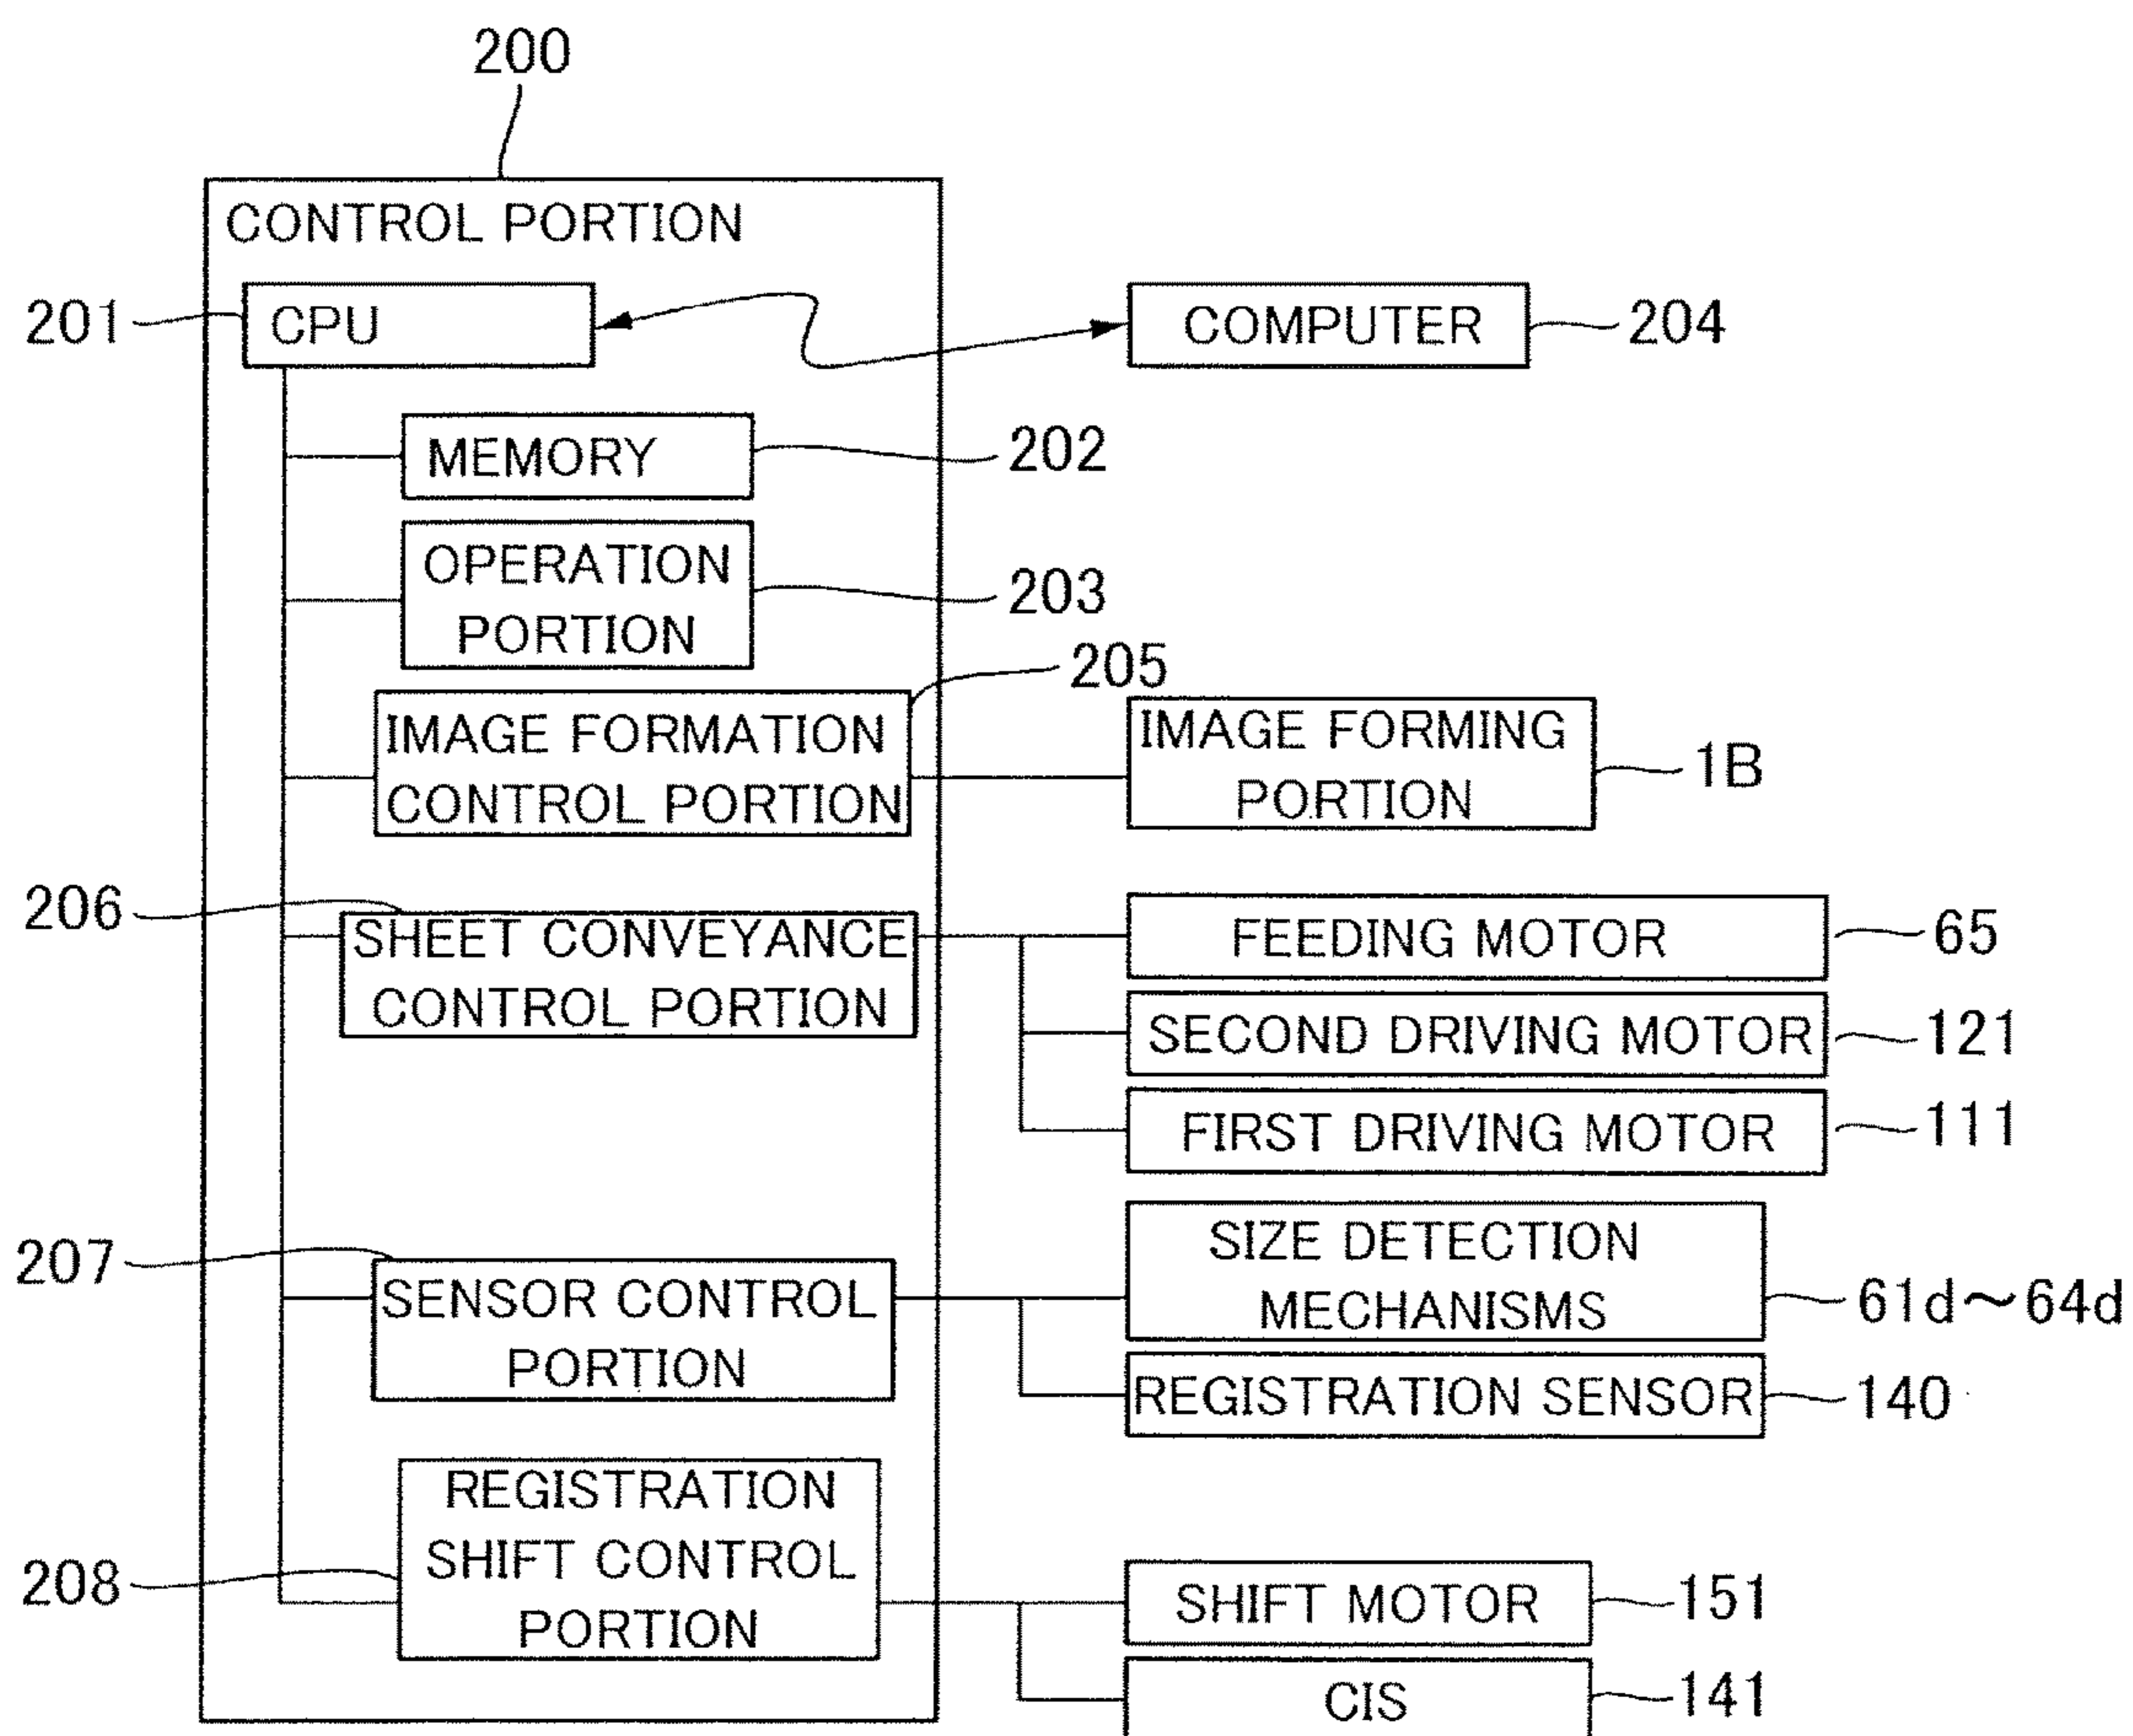 200
CONTROL PORTION
201
CPU
COMPUTER
204
MEMORY
202
OPERATION
PORTION
203
205
IMAGE FORMATION
CONTROL PORTION
IMAGE FORMING
PORTION
1B
206
SHEET CONVEYANCE
CONTROL PORTION
FEEDING MOTOR
65
SECOND DRIVING MOTOR
121
FIRST DRIVING MOTOR
111
207
SENSOR CONTROL
PORTION
SIZE DETECTION
MECHANISMS
61d～64d
REGISTRATION SENSOR
140
208
REGISTRATION
SHIFT CONTROL
PORTION
SHIFT MOTOR
151
CIS
141